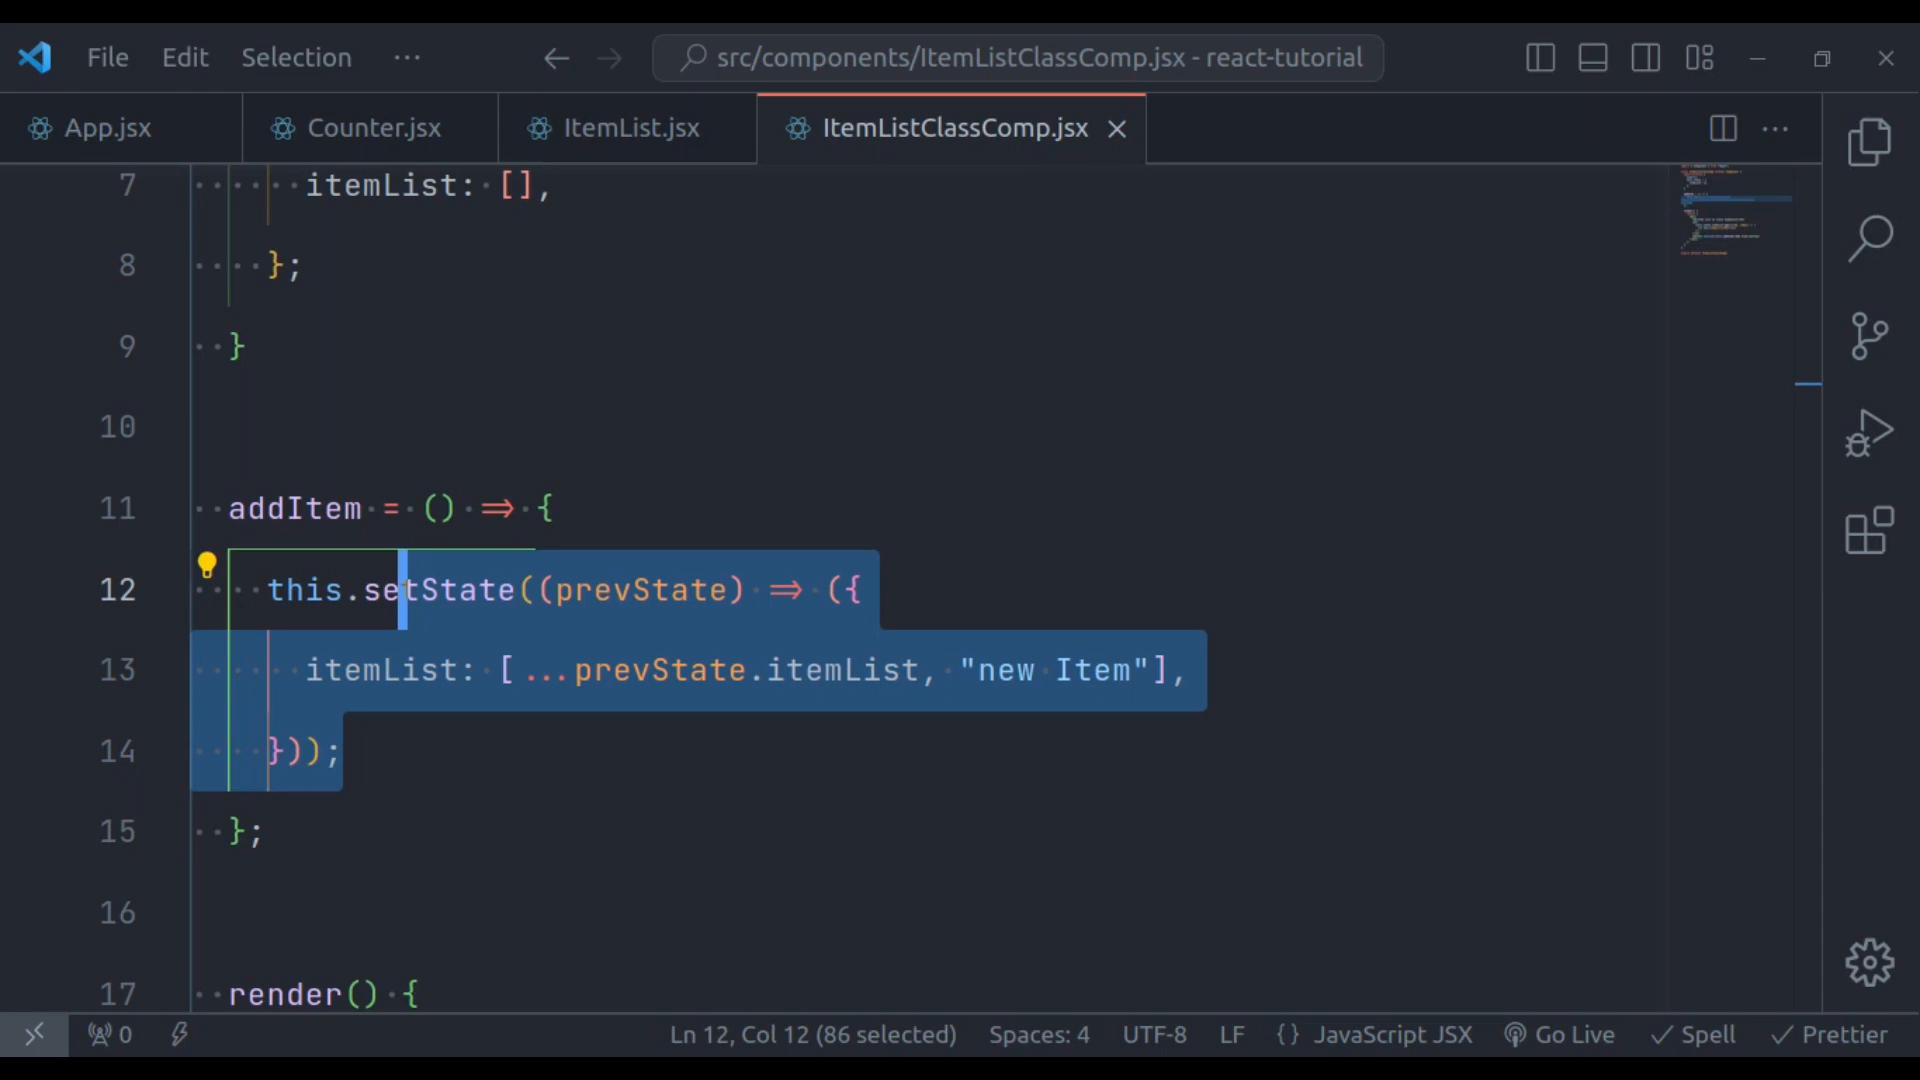 File Edit Selection ··· src/components/ItemListClassComp.jsx - react-tutorial
App.jsx Counter.jsx ItemList.jsx ItemListClassComp.jsx
7 itemList: [],
8 };
9 }
10
11 addItem = () => {
12 this.setState((prevState) => ({
13 itemList: [...prevState.itemList, "new Item"],
14 }));
15 };
16
17 render() {
0 Ln 12, Col 12 (86 selected) Spaces: 4 UTF-8 LF {} JavaScript JSX Go Live Spell Prettier